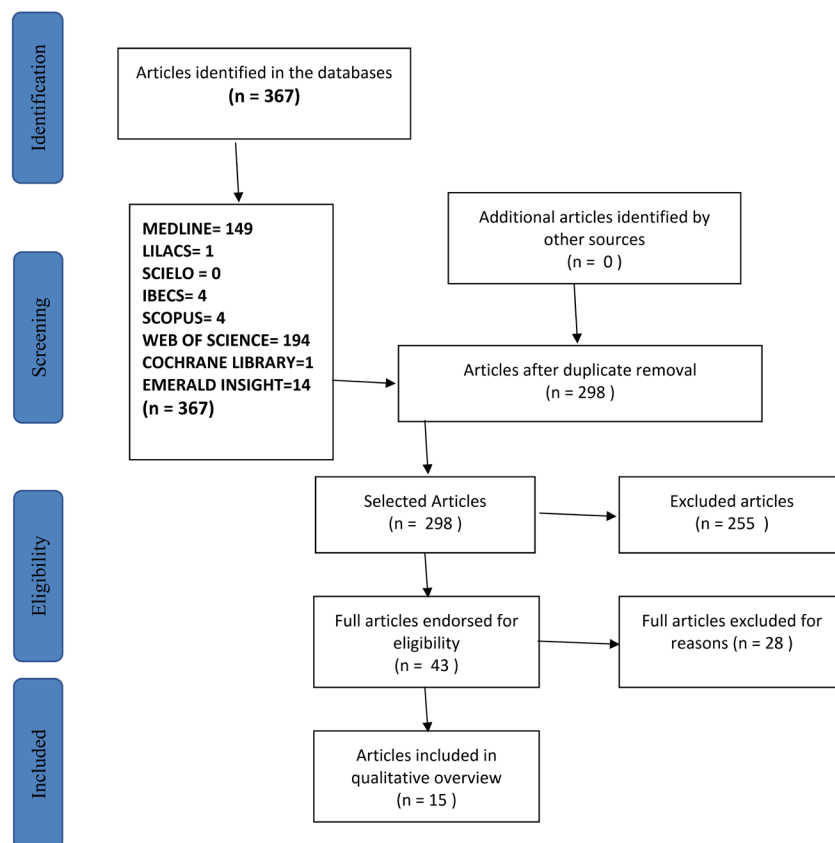 Identification
Articles identified in the databases
(n = 367)
MEDLINE= 149
LILACS= 1
SCIELO = 0
IBECS= 4
SCOPUS= 4
WEB OF SCIENCE= 194
COCHRANE LIBRARY=1
EMERALD INSIGHT=14
(n = 367)
Additional articles identified by
other sources
(n = 0 )
Screening
Articles after duplicate removal
(n = 298 )
Selected Articles
(n = 298 )
Excluded articles
(n = 255 )
Eligibility
Full articles endorsed for
eligibility
(n = 43 )
Full articles excluded for
reasons (n = 28 )
Included
Articles included in
qualitative overview
(n = 15 )